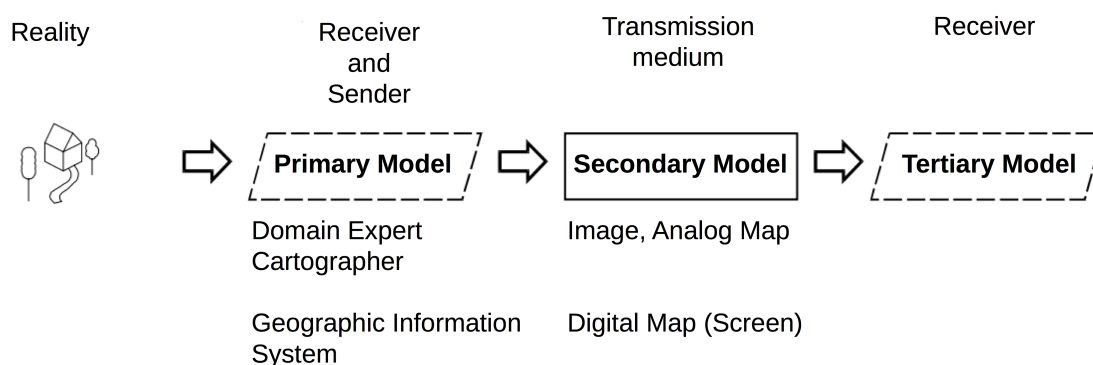 Reality
Receiver
and
Sender
Transmission
medium
Receiver
Primary Model
Secondary Model
Tertiary Model
Domain Expert
Cartographer
Image, Analog Map
Geographic Information
System
Digital Map (Screen)